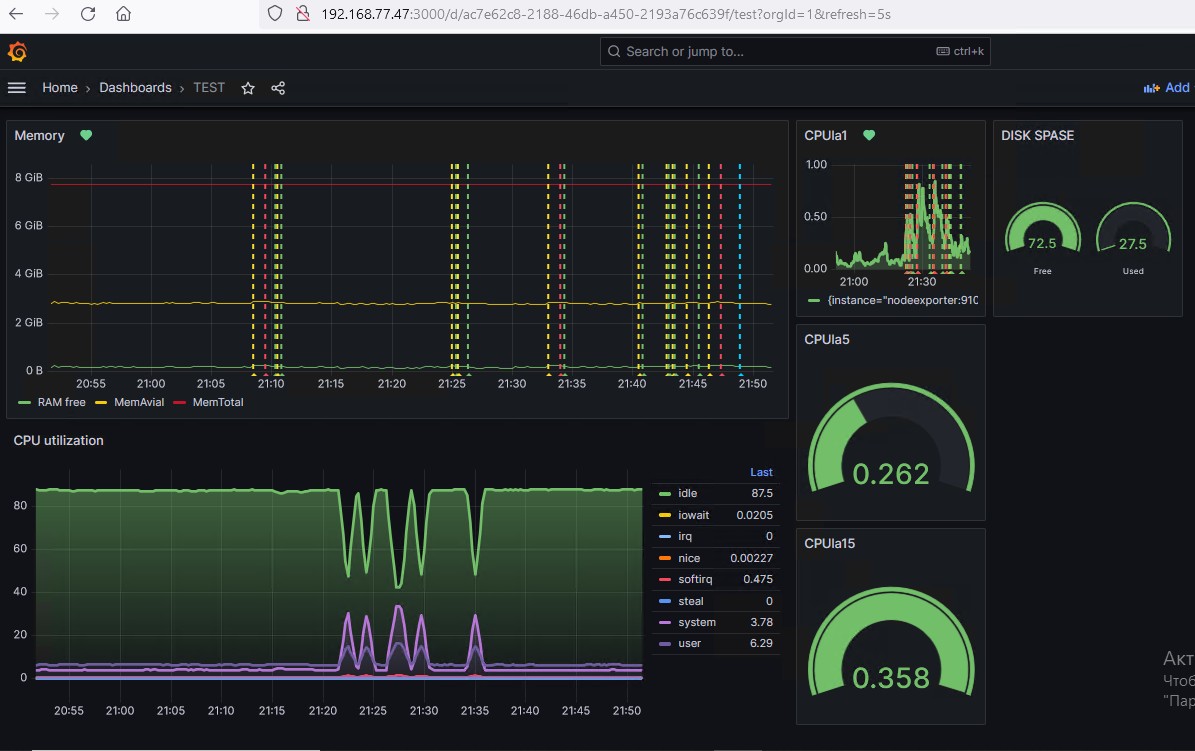 192.168.77.47:3000/d/ac7e62c8-2188-46db-a450-2193a76c639f/test?orgId=1&refresh=5s
Search or jump to...
ctrl+k
Home › Dashboards › TEST
Add
Memory
8 GiB
6 GiB
4 GiB
2 GiB
0 B
20:55 21:00 21:05 21:10 21:15 21:20 21:25 21:30 21:35 21:40 21:45 21:50
RAM free MemAvial MemTotal
CPUla1
1.00
0.50
0.00
21:00 21:30
{instance="nodeexporter:910
DISK SPASE
72.5
Free
27.5
Used
CPU utilization
80
60
40
20
0
20:55 21:00 21:05 21:10 21:15 21:20 21:25 21:30 21:35 21:40 21:45 21:50
Last
idle 87.5
iowait 0.0205
irq 0
nice 0.00227
softirq 0.475
steal 0
system 3.78
user 6.29
CPUla5
0.262
CPUla15
0.358
Акт
Чтоб
"Пар